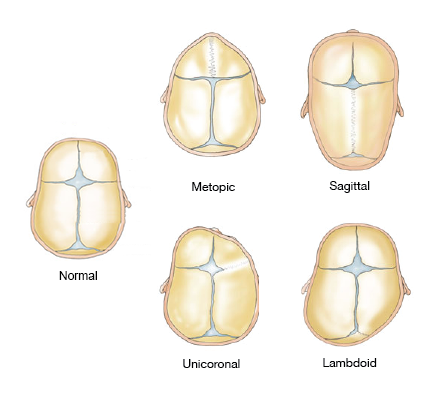 Metopic
Sagittal
Normal
Unicoronal
Lambdoid